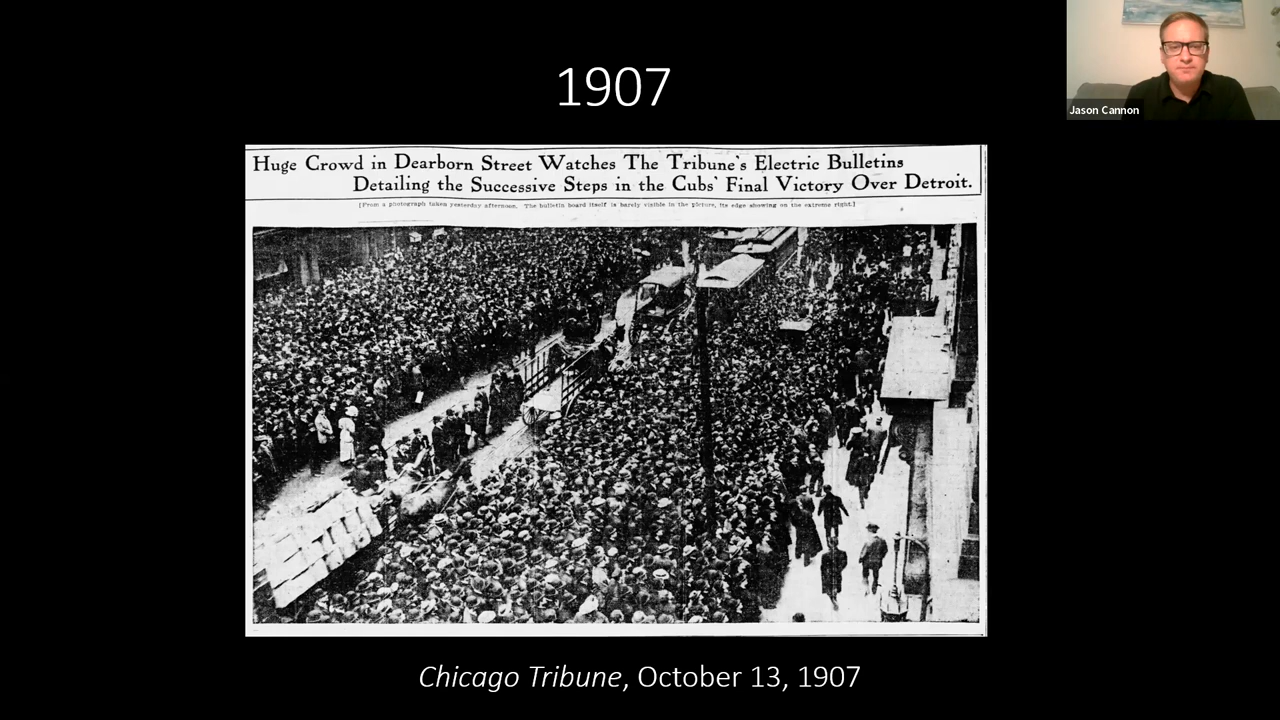 1907
Jason Cannon
Huge Crowd in Dearborn Street Watches The Tribune's Electric Bulletins
Detailing the Successive Steps in the Cubs' Final Victory Over Detroit.
[From a photograph taken yesterday afternoon. The bulletin board itself is barely visible in the picture, its edge showing on the extreme right.]
Chicago Tribune, October 13, 1907